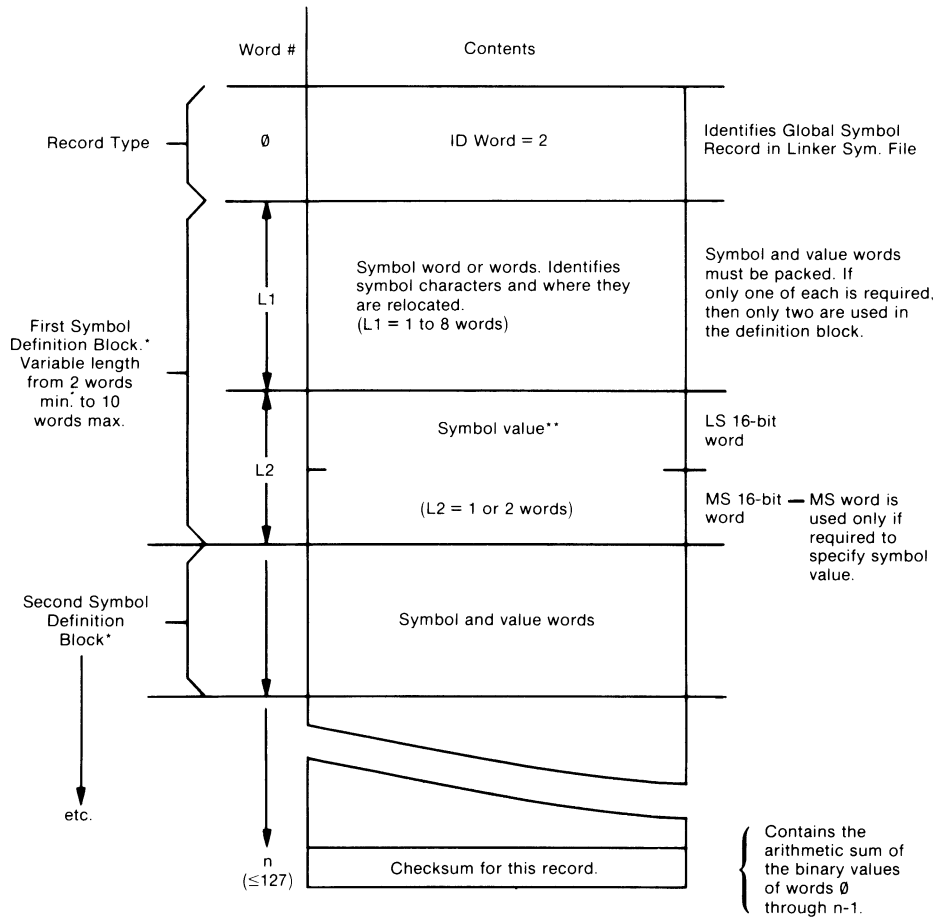 Word #
Contents
Record Type
Ø
ID Word = 2
Identifies Global Symbol
Record in Linker Sym. File
L1
Symbol word or words. Identifies
symbol characters and where they
are relocated.
(L1 = 1 to 8 words)
Symbol and value words
must be packed. If
only one of each is required,
then only two are used in
the definition block.
First Symbol
Definition Block.*
Variable length
from 2 words
min. to 10
words max.
L2
Symbol value**
(L2 = 1 or 2 words)
LS 16-bit
word
MS 16-bit
word
MS word is
used only if
required to
specify symbol
value.
Second Symbol
Definition
Block*
Symbol and value words
etc.
n
(≤127)
Checksum for this record.
Contains the
arithmetic sum of
the binary values
of words Ø
through n-1.